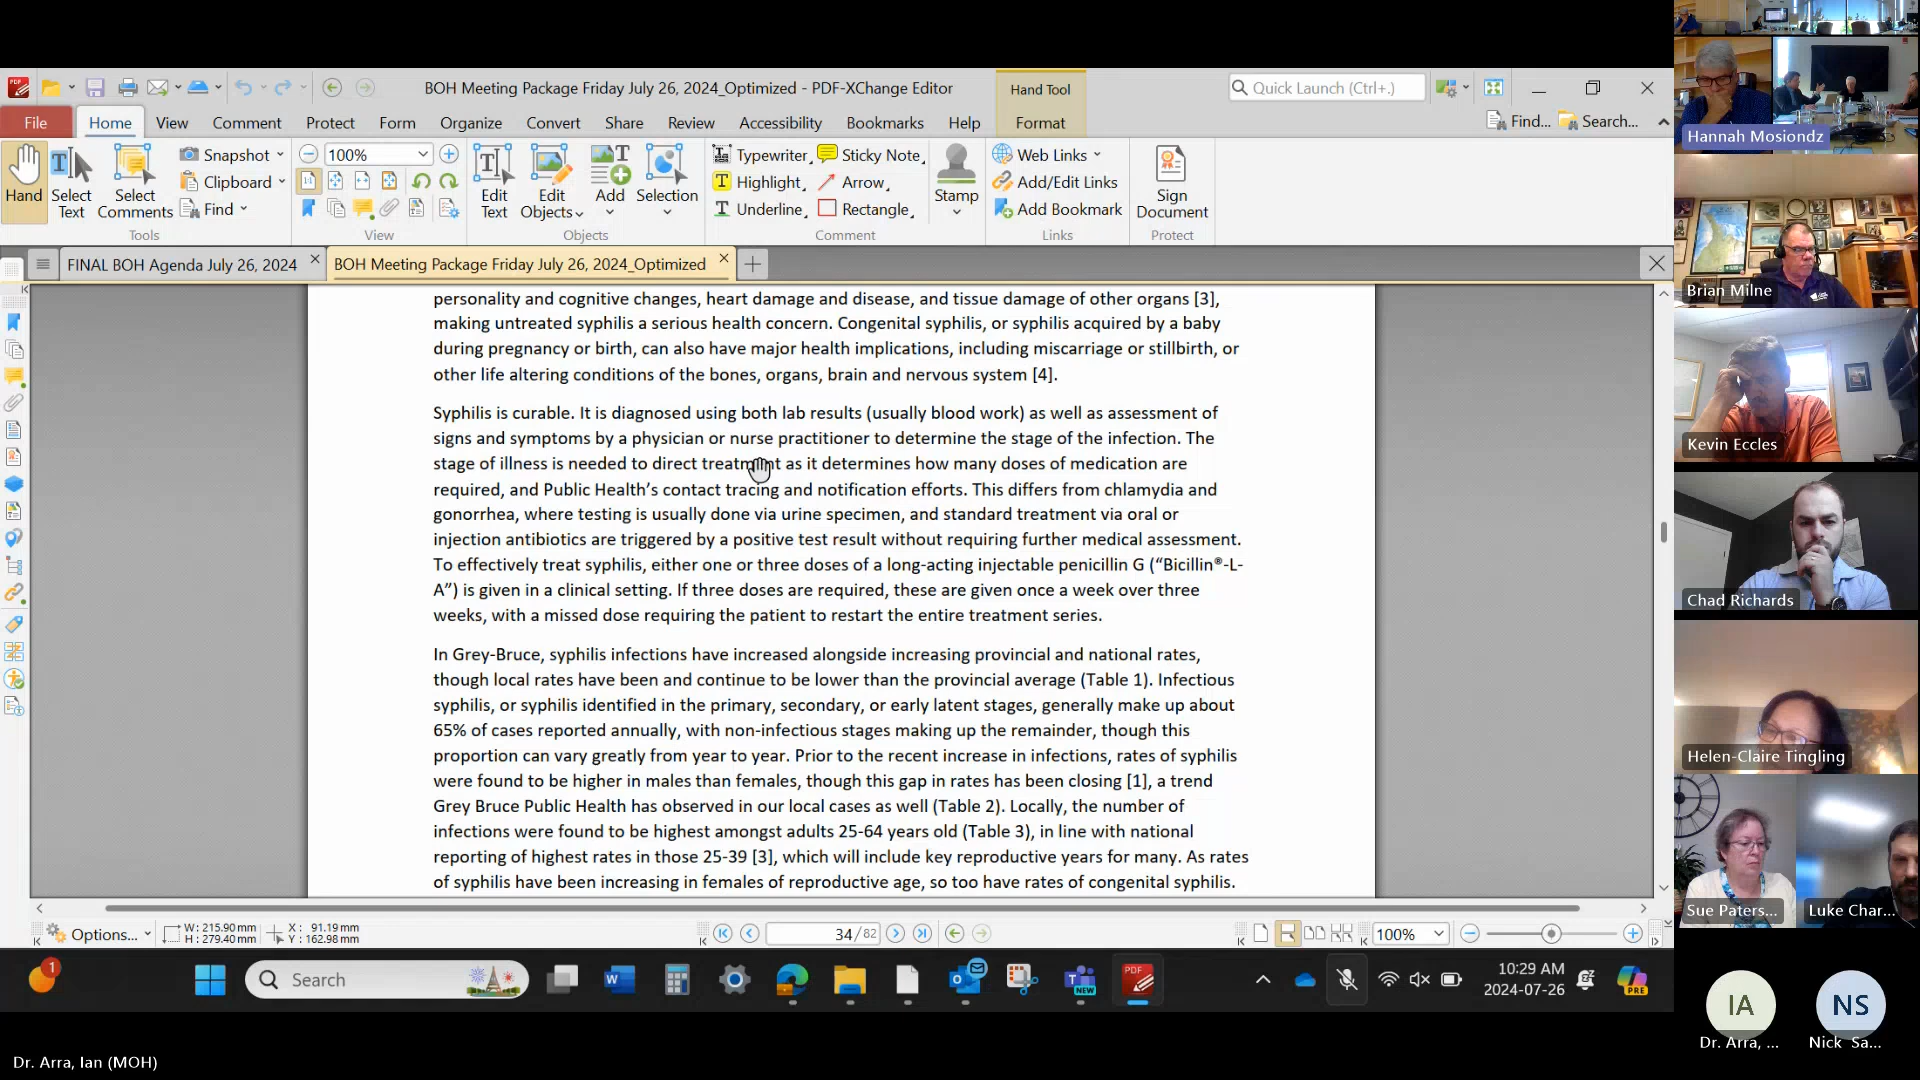 BOH Meeting Package Friday July 26, 2024_Optimized - PDF-XChange Editor
Hand Tool
Quick Launch (Ctrl+.)
File
Home
View
Comment
Protect
Form
Organize
Convert
Share
Review
Accessibility
Bookmarks
Help
Format
Find...
Search...
Hand
Select Text
Select Comments
Snapshot
Clipboard
Find
Tools
100%
View
Edit Text
Edit Objects
Add
Selection
Objects
Typewriter
Highlight
Underline
Sticky Note
Arrow
Rectangle
Stamp
Comment
Web Links
Add/Edit Links
Add Bookmark
Links
Sign Document
Protect
FINAL BOH Agenda July 26, 2024
BOH Meeting Package Friday July 26, 2024_Optimized
personality and cognitive changes, heart damage and disease, and tissue damage of other organs [3],
making untreated syphilis a serious health concern. Congenital syphilis, or syphilis acquired by a baby
during pregnancy or birth, can also have major health implications, including miscarriage or stillbirth, or
other life altering conditions of the bones, organs, brain and nervous system [4].
Syphilis is curable. It is diagnosed using both lab results (usually blood work) as well as assessment of
signs and symptoms by a physician or nurse practitioner to determine the stage of the infection. The
stage of illness is needed to direct treatment as it determines how many doses of medication are
required, and Public Health's contact tracing and notification efforts. This differs from chlamydia and
gonorrhea, where testing is usually done via urine specimen, and standard treatment via oral or
injection antibiotics are triggered by a positive test result without requiring further medical assessment.
To effectively treat syphilis, either one or three doses of a long-acting injectable penicillin G ("Bicillin®-L-
A") is given in a clinical setting. If three doses are required, these are given once a week over three
weeks, with a missed dose requiring the patient to restart the entire treatment series.
In Grey-Bruce, syphilis infections have increased alongside increasing provincial and national rates,
though local rates have been and continue to be lower than the provincial average (Table 1). Infectious
syphilis, or syphilis identified in the primary, secondary, or early latent stages, generally make up about
65% of cases reported annually, with non-infectious stages making up the remainder, though this
proportion can vary greatly from year to year. Prior to the recent increase in infections, rates of syphilis
were found to be higher in males than females, though this gap in rates has been closing [1], a trend
Grey Bruce Public Health has observed in our local cases as well (Table 2). Locally, the number of
infections were found to be highest amongst adults 25-64 years old (Table 3), in line with national
reporting of highest rates in those 25-39 [3], which will include key reproductive years for many. As rates
of syphilis have been increasing in females of reproductive age, so too have rates of congenital syphilis.
Options...
W: 215.90 mm
H: 279.40 mm
X: 91.19 mm
Y: 162.98 mm
34 / 82
100%
1
Search
NEW
PDF
10:29 AM
2024-07-26
PRE
Hannah Mosiondz
Brian Milne
Kevin Eccles
Chad Richards
Helen-Claire Tingling
Sue Paters...
Luke Char...
IA
Dr. Arra, ...
NS
Nick Sa...
Dr. Arra, Ian (MOH)